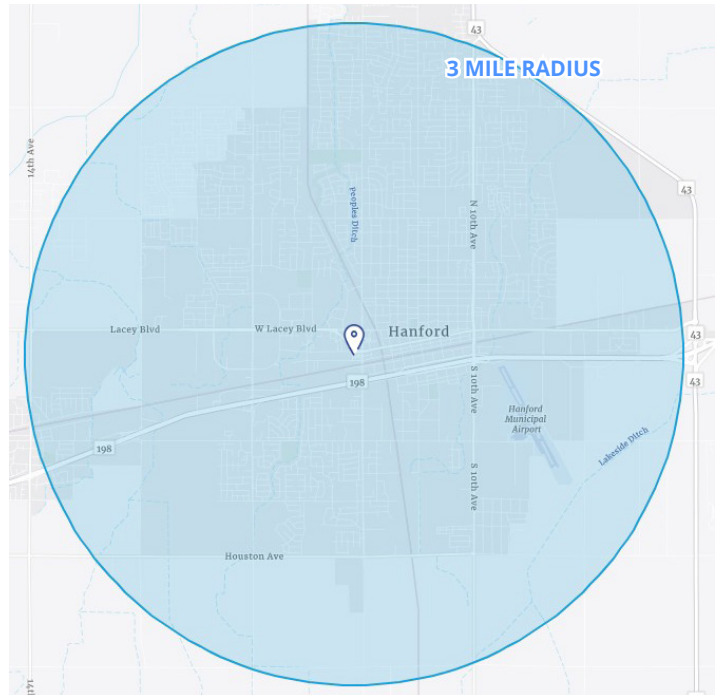 43
3 MILE RADIUS
14th Ave
43
Peoples Ditch
N 10th Ave
Lacey Blvd
W Lacey Blvd
Hanford
43
198
43
S 10th Ave
Hanford
Municipal
Airport
198
Lakeside Ditch
S 10th Ave
Houston Ave
43